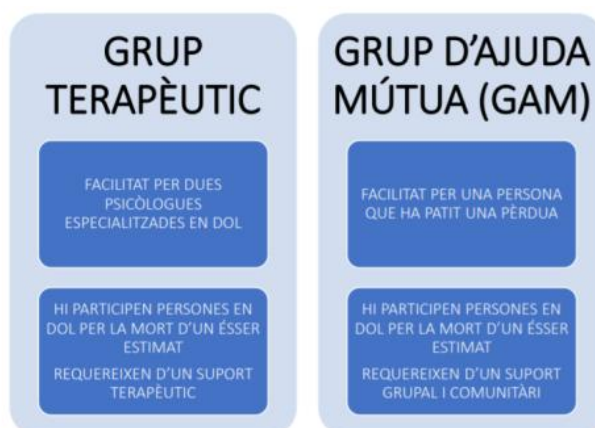 GRUP
TERAPÈUTIC
FACILITAT PER DUES
PSICÒLOGUES
ESPECIALITZADES EN DOL
HI PARTICIPEN PERSONES EN
DOL PER LA MORT D'UN ÉSSER
ESTIMAT
REQUEREIXEN D'UN SUPORT
TERAPÈUTIC
GRUP D'AJUDA
MÚTUA (GAM)
FACILITAT PER UNA PERSONA
QUE HA PATIT UNA PÈRDUA
HI PARTICIPEN PERSONES EN
DOL PER LA MORT D'UN ÉSSER
ESTIMAT
REQUEREIXEN D'UN SUPORT
GRUPAL I COMUNITÀRI